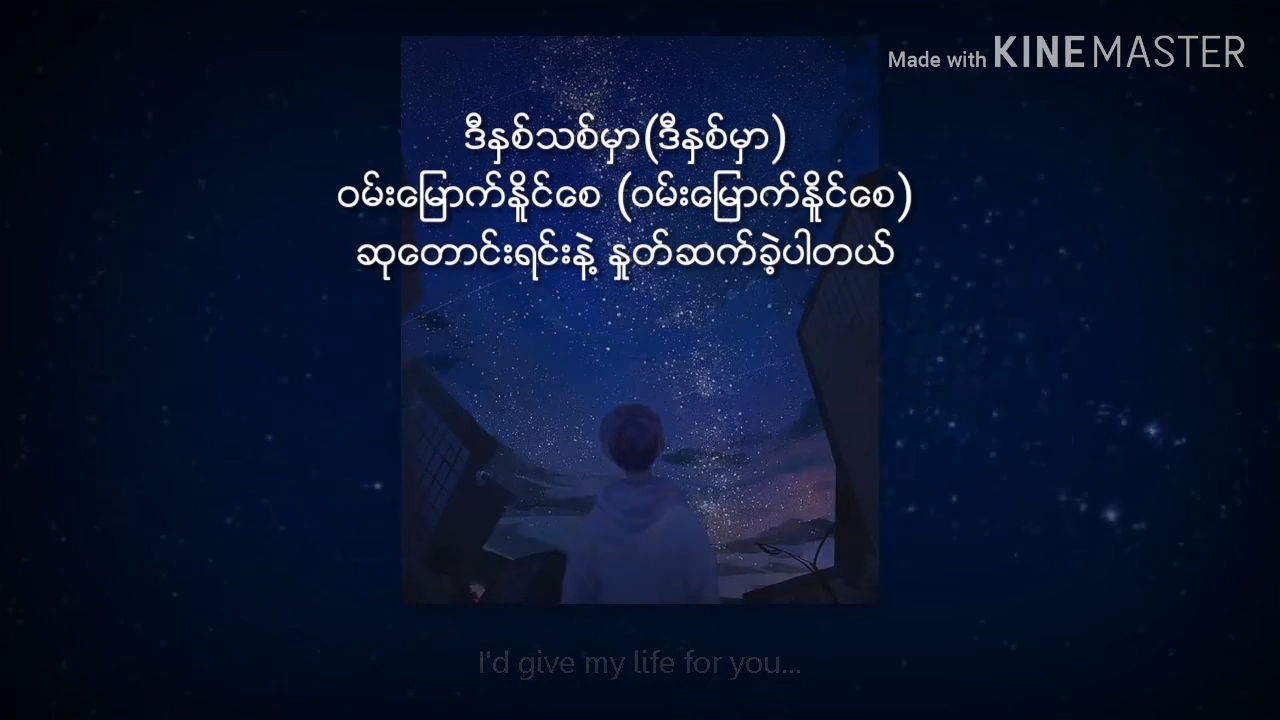 Made with KINEMASTER
ဒီနှစ်သစ်မှာ(ဒီနှစ်မှာ)
ဝမ်းမြောက်နိူင်စေ (ဝမ်းမြောက်နိူင်စေ)
ဆုတောင်းရင်းနဲ့ နှုတ်ဆက်ခဲ့ပါတယ်
I'd give my life for you...